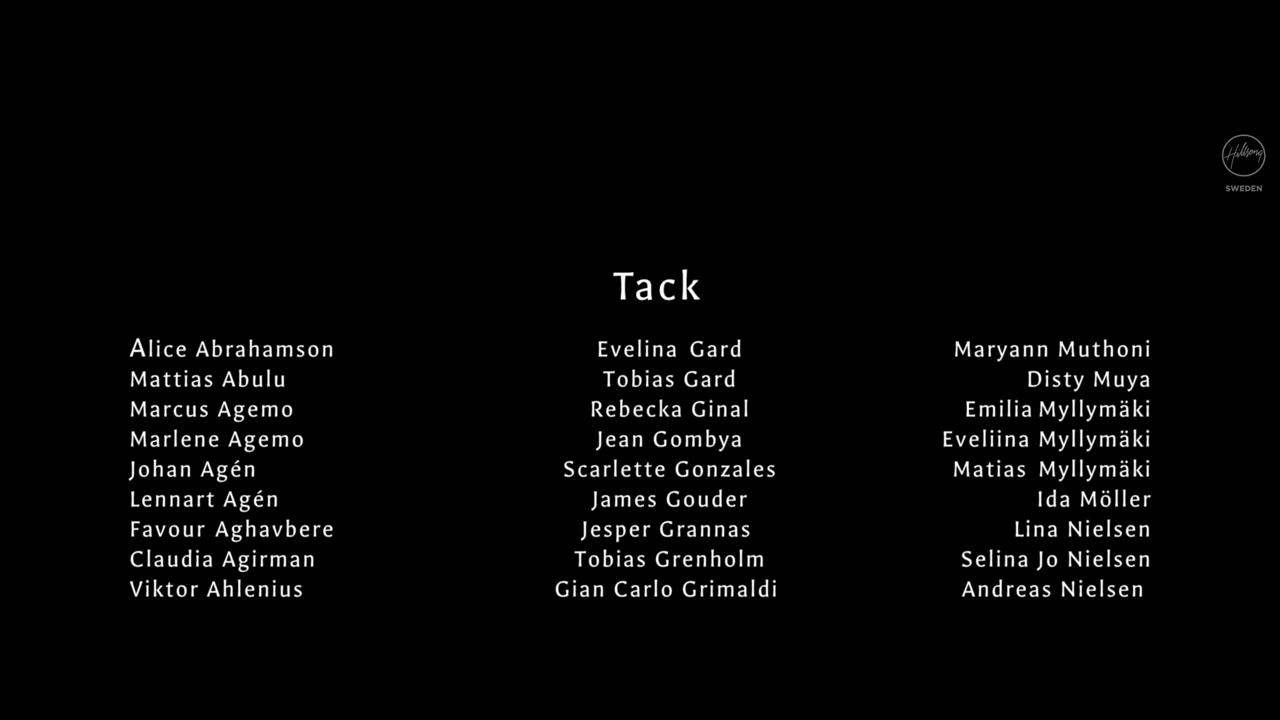 Hillsong
SWEDEN
Tack
Alice Abrahamson
Mattias Abulu
Marcus Agemo
Marlene Agemo
Johan Agén
Lennart Agén
Favour Aghavbere
Claudia Agirman
Viktor Ahlenius
Evelina Gard
Tobias Gard
Rebecka Ginal
Jean Gombya
Scarlette Gonzales
James Gouder
Jesper Grannas
Tobias Grenholm
Gian Carlo Grimaldi
Maryann Muthoni
Disty Muya
Emilia Myllymäki
Eveliina Myllymäki
Matias Myllymäki
Ida Möller
Lina Nielsen
Selina Jo Nielsen
Andreas Nielsen